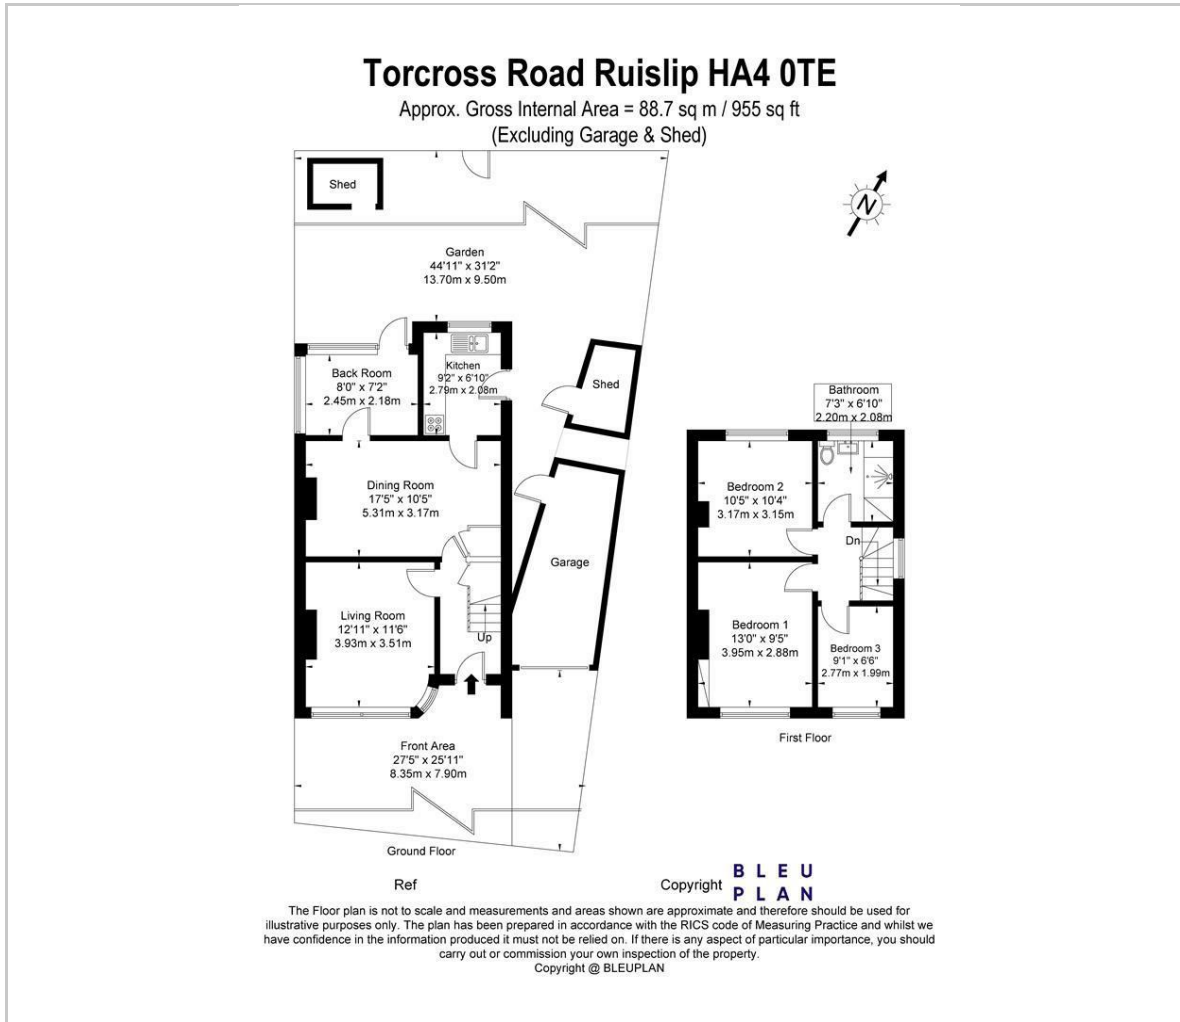 Torcross Road Ruislip HA4 0TE
Approx. Gross Internal Area = 88.7 sq m / 955 sq ft
(Excluding Garage & Shed)
Shed
N
Garden
44'11" x 31'2"
13.70m x 9.50m
Back Room
8'0" x 7'2"
2.45m x 2.18m
Kitchen
9'2" x 6'10"
2.79m x 2.08m
Shed
Dining Room
17'5" x 10'5"
5.31m x 3.17m
Garage
Living Room
12'11" x 11'6"
3.93m x 3.51m
Up
Front Area
27'5" x 25'11"
8.35m x 7.90m
Ground Floor
Bathroom
7'3" x 6'10"
2.20m x 2.08m
Bedroom 2
10'5" x 10'4"
3.17m x 3.15m
Dn
Bedroom 1
13'0" x 9'5"
3.95m x 2.88m
Bedroom 3
9'1" x 6'6"
2.77m x 1.99m
First Floor
Ref
Copyright
BLEU
PLAN
The Floor plan is not to scale and measurements and areas shown are approximate and therefore should be used for
illustrative purposes only. The plan has been prepared in accordance with the RICS code of Measuring Practice and whilst we
have confidence in the information produced it must not be relied on. If there is any aspect of particular importance, you should
carry out or commission your own inspection of the property.
Copyright @ BLEUPLAN